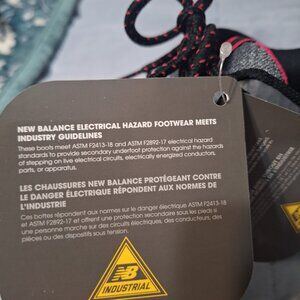 NEW BALANCE ELECTRICAL HAZARD FOOTWEAR MEETS
INDUSTRY GUIDELINES
These boots meet ASTM F2413-18 and ASTM F2892-17 electrical hazard
standards to provide secondary underfoot protection against the hazards
of stepping on live electrical circuits, electrically energized conductors,
parts, or apparatus.
LES CHAUSSURES NEW BALANCE PROTÉGEANT CONTRE
LE DANGER ÉLECTRIQUE RÉPONDENT AUX NORMES DE
L'INDUSTRIE
Ces bottes répondent aux normes sur le danger électrique ASTM F2413-18
et ASTM F2892-17 et offrent une protection secondaire sous les pieds si
une personne marche sur des circuits électriques, des conducteurs, des
pièces ou des dispositifs sous tension.
NB
INDUSTRIAL